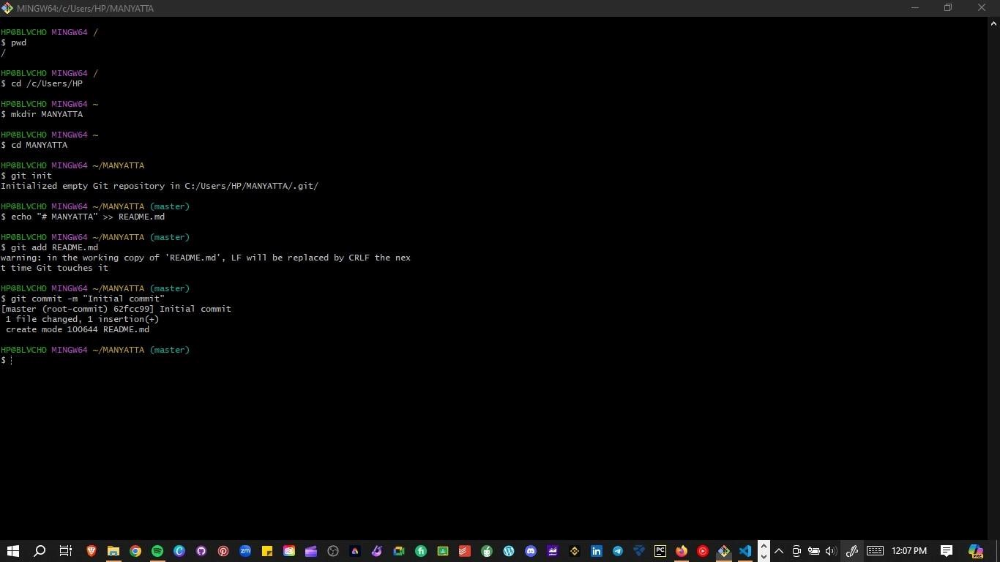 MINGW64:/c/Users/HP/MANYATTA
HP@BLVCHO MINGW64 /
$ pwd
/
HP@BLVCHO MINGW64 /
$ cd /c/Users/HP
HP@BLVCHO MINGW64 ~
$ mkdir MANYATTA
HP@BLVCHO MINGW64 ~
$ cd MANYATTA
HP@BLVCHO MINGW64 ~/MANYATTA
$ git init
Initialized empty Git repository in C:/Users/HP/MANYATTA/.git/
HP@BLVCHO MINGW64 ~/MANYATTA (master)
$ echo "# MANYATTA" >> README.md
HP@BLVCHO MINGW64 ~/MANYATTA (master)
$ git add README.md
warning: in the working copy of 'README.md', LF will be replaced by CRLF the nex
t time Git touches it
HP@BLVCHO MINGW64 ~/MANYATTA (master)
$ git commit -m "Initial commit"
[master (root-commit) 62fcc99] Initial commit
 1 file changed, 1 insertion(+)
 create mode 100644 README.md
HP@BLVCHO MINGW64 ~/MANYATTA (master)
$
zm
fi
PC
in
12:07 PM
PRE